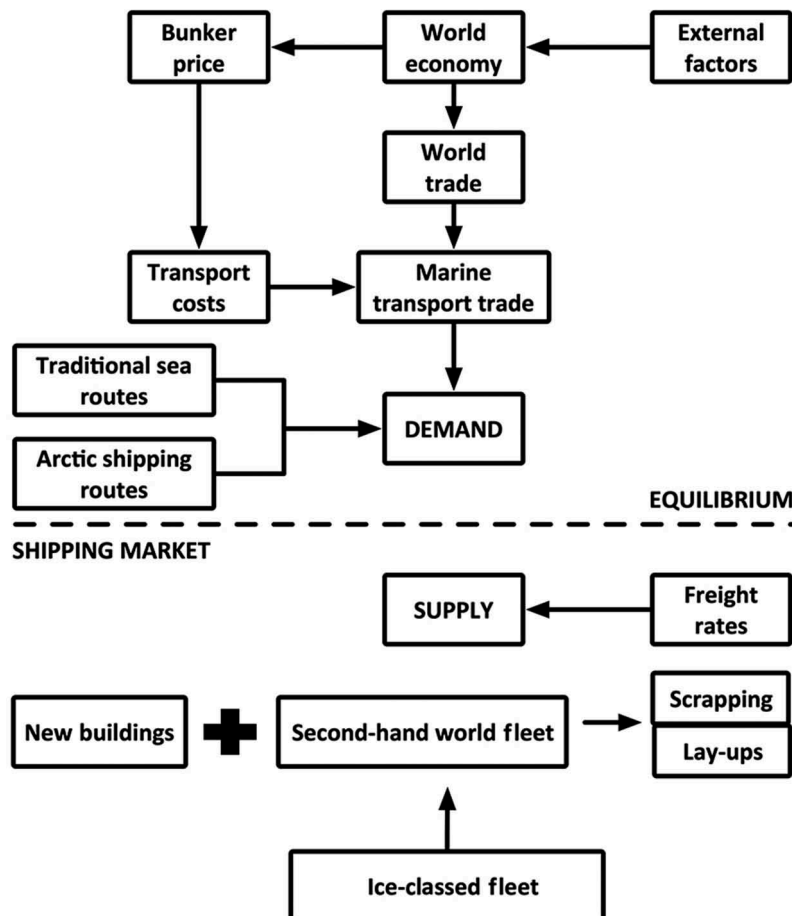 Bunker
price
World
economy
External
factors
World
trade
Transport
costs
Marine
transport trade
Traditional sea
routes
Arctic shipping
routes
DEMAND
EQUILIBRIUM
SHIPPING MARKET
SUPPLY
Freight
rates
New buildings
Second-hand world fleet
Scrapping
Lay-ups
Ice-classed fleet